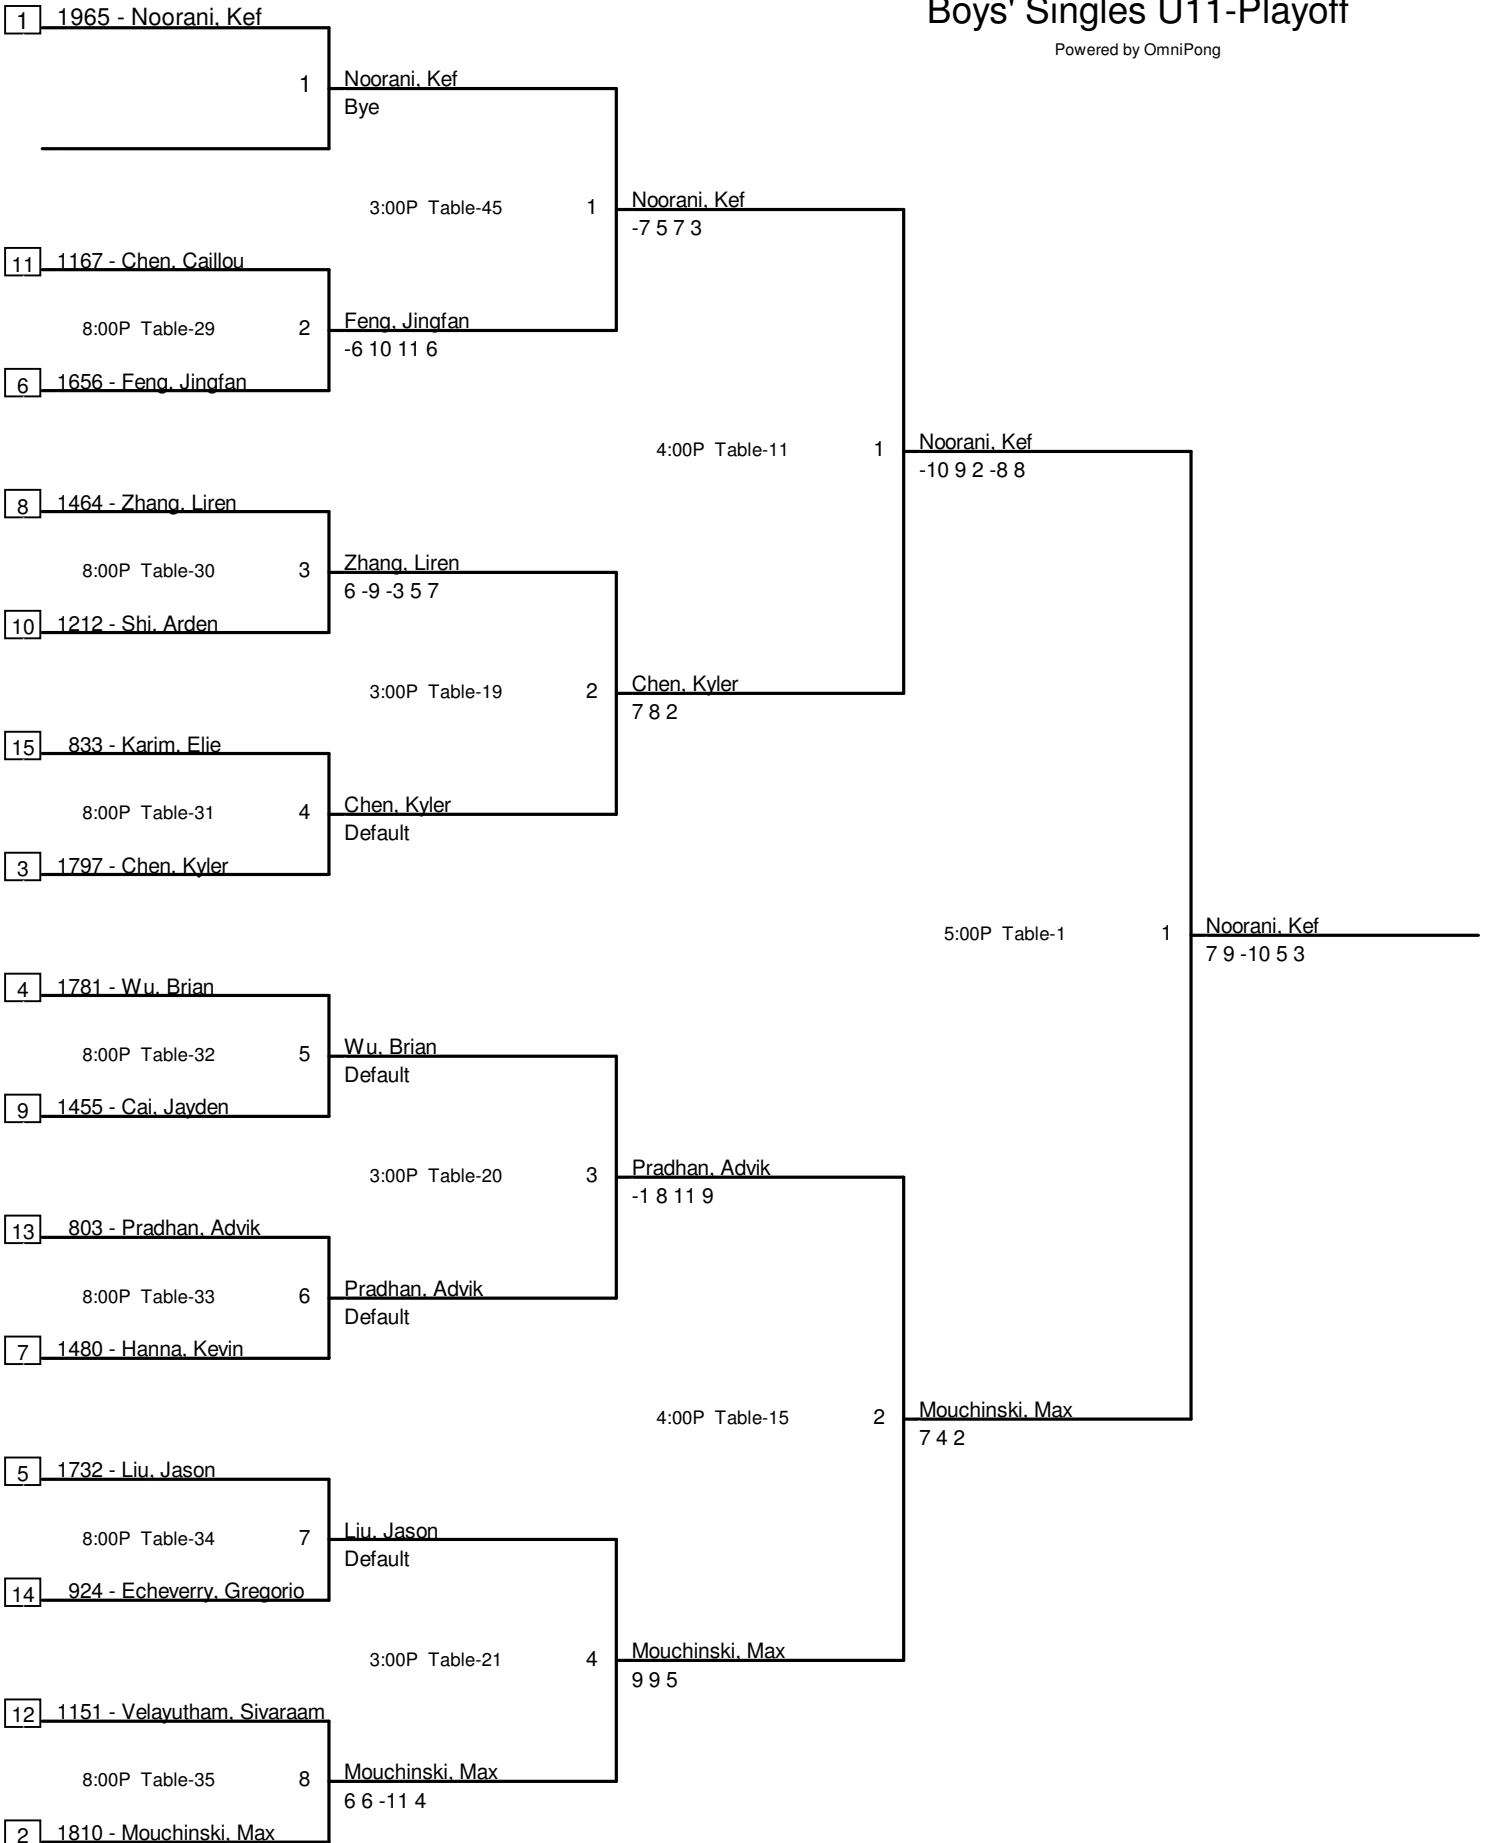 Boys' Singles U11-Playoff
Powered by OmniPong
1 1965 - Noorani, Kef
1 Noorani, Kef
Bye
3:00P Table-45 1 Noorani, Kef
-7 5 7 3
11 1167 - Chen, Caillou
8:00P Table-29 2 Feng, Jingfan
-6 10 11 6
6 1656 - Feng, Jingfan
4:00P Table-11 1 Noorani, Kef
-10 9 2 -8 8
8 1464 - Zhang, Liren
8:00P Table-30 3 Zhang, Liren
6 -9 -3 5 7
10 1212 - Shi, Arden
3:00P Table-19 2 Chen, Kyler
7 8 2
15 833 - Karim, Elie
8:00P Table-31 4 Chen, Kyler
Default
3 1797 - Chen, Kyler
5:00P Table-1 1 Noorani, Kef
7 9 -10 5 3
4 1781 - Wu, Brian
8:00P Table-32 5 Wu, Brian
Default
9 1455 - Cai, Jayden
3:00P Table-20 3 Pradhan, Advik
-1 8 11 9
13 803 - Pradhan, Advik
8:00P Table-33 6 Pradhan, Advik
Default
7 1480 - Hanna, Kevin
4:00P Table-15 2 Mouchinski, Max
7 4 2
5 1732 - Liu, Jason
8:00P Table-34 7 Liu, Jason
Default
14 924 - Echeverry, Gregorio
3:00P Table-21 4 Mouchinski, Max
9 9 5
12 1151 - Velayutham, Sivaraam
8:00P Table-35 8 Mouchinski, Max
6 6 -11 4
2 1810 - Mouchinski, Max